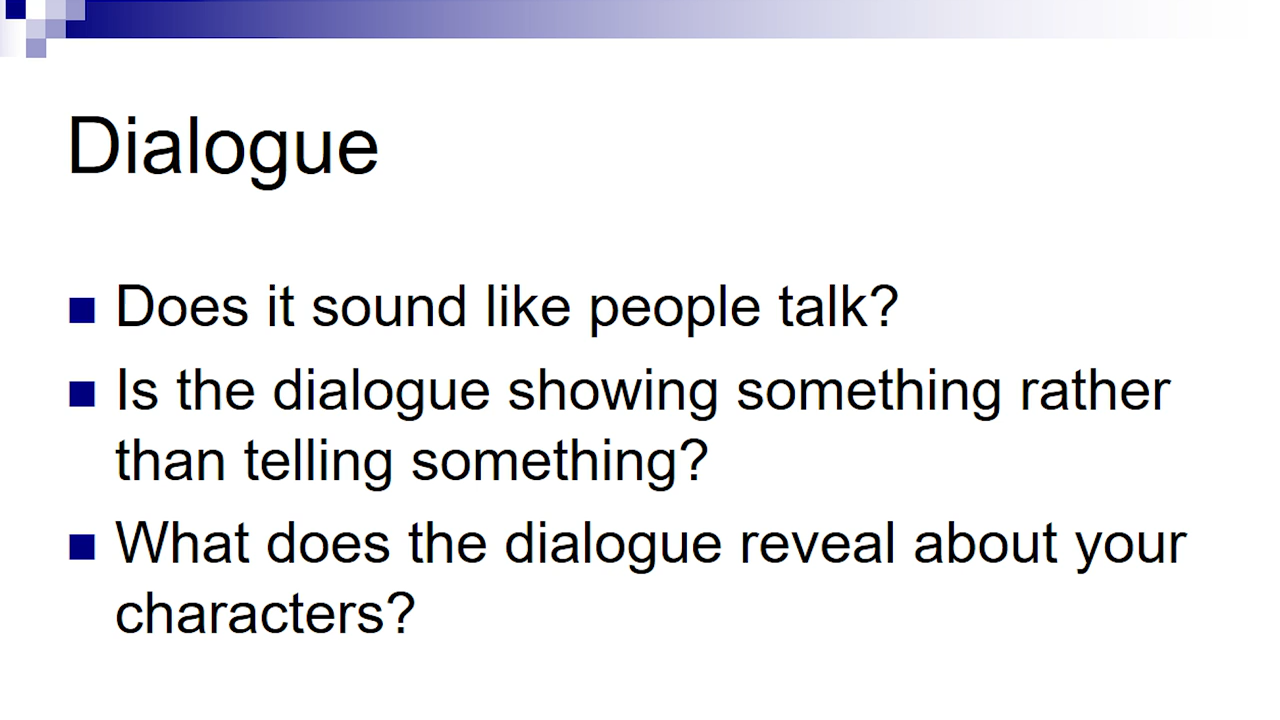 Dialogue
Does it sound like people talk?
Is the dialogue showing something rather
than telling something?
What does the dialogue reveal about your
characters?